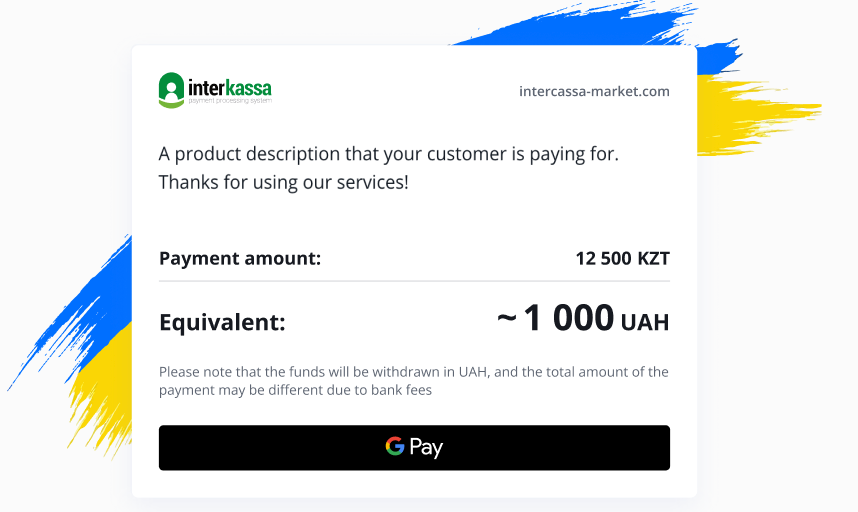 interkassa
payment processing system
intercassa-market.com
A product description that your customer is paying for.
Thanks for using our services!
Payment amount: 12 500 KZT
Equivalent: ~ 1 000 UAH
Please note that the funds will be withdrawn in UAH, and the total amount of the
payment may be different due to bank fees
G Pay